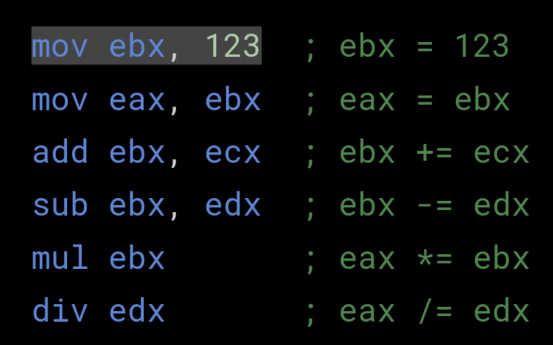 mov ebx, 123  ; ebx = 123
mov eax, ebx  ; eax = ebx
add ebx, ecx  ; ebx += ecx
sub ebx, edx  ; ebx -= edx
mul ebx       ; eax *= ebx
div edx       ; eax /= edx